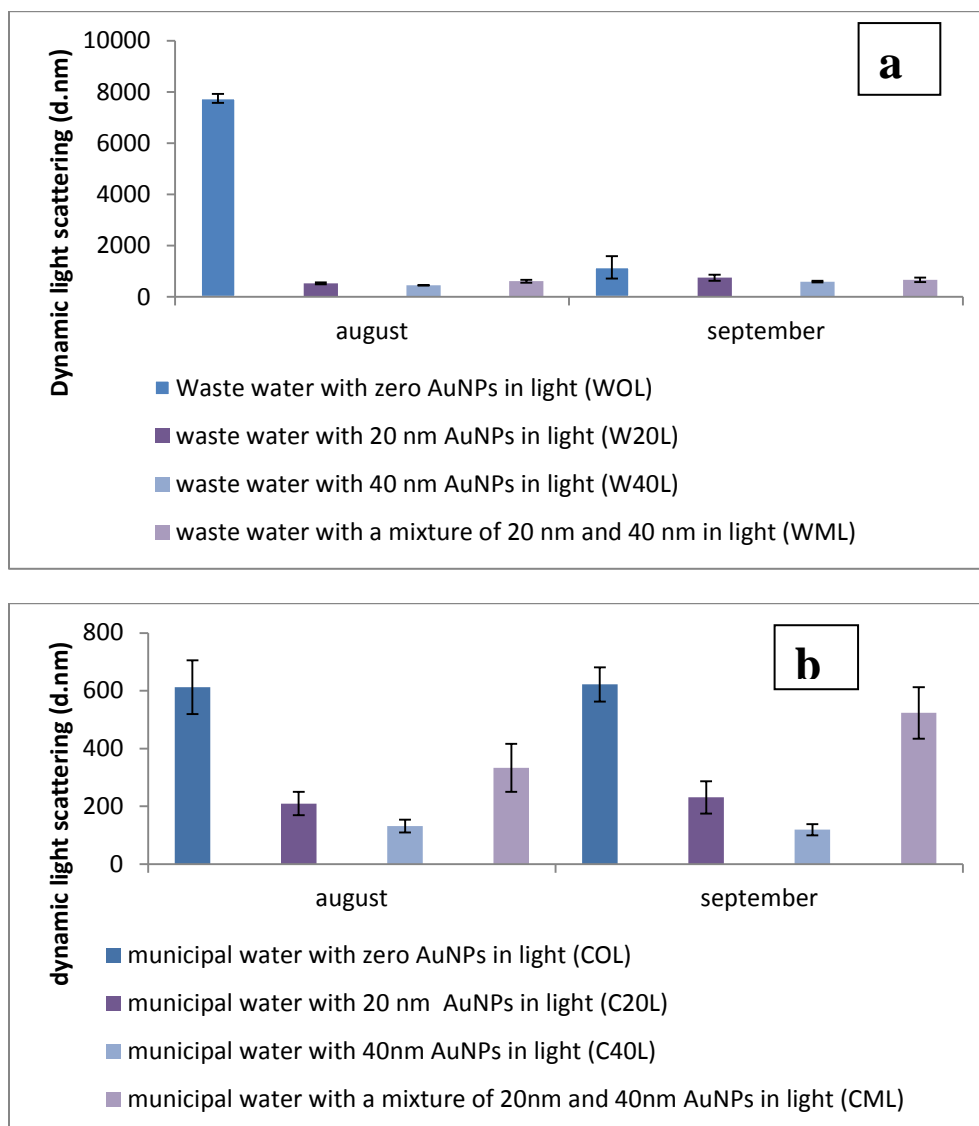 a
Dynamic light scattering (d.nm)
10000
8000
6000
4000
2000
0
august
september
Waste water with zero AuNPs in light (WOL)
waste water with 20 nm AuNPs in light (W20L)
waste water with 40 nm AuNPs in light (W40L)
waste water with a mixture of 20 nm and 40 nm in light (WML)
b
dynamic light scattering (d.nm)
800
600
400
200
0
august
september
municipal water with zero AuNPs in light (COL)
municipal water with 20 nm  AuNPs in light (C20L)
municipal water with 40nm AuNPs in light (C40L)
municipal water with a mixture of 20nm and 40nm AuNPs in light (CML)